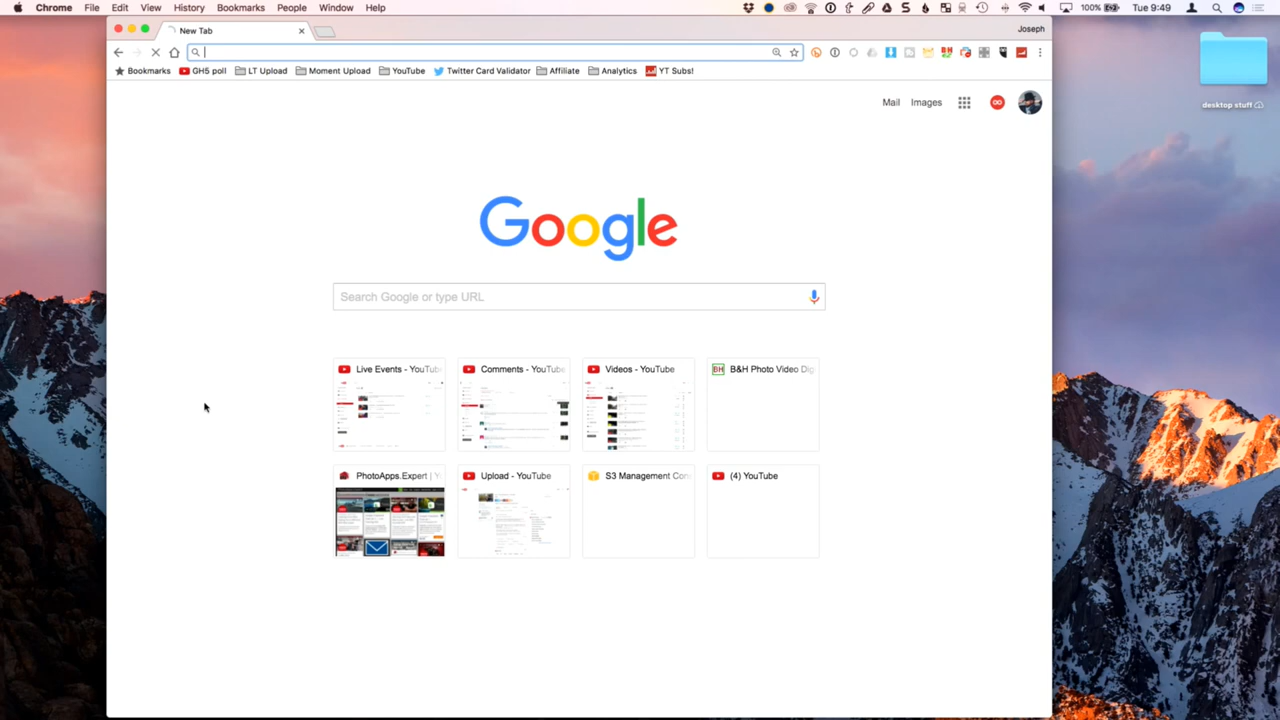 Chrome File Edit View History Bookmarks People Window Help 100% Tue 9:49
New Tab Joseph
Bookmarks GH5 poll LT Upload Moment Upload YouTube Twitter Card Validator Affiliate Analytics YT Subs!
desktop stuff
Mail Images
Google
Search Google or type URL
Live Events - YouTub Comments - YouTube Videos - YouTube B&H Photo Video Dig
PhotoApps.Expert | Y Upload - YouTube S3 Management Con (4) YouTube